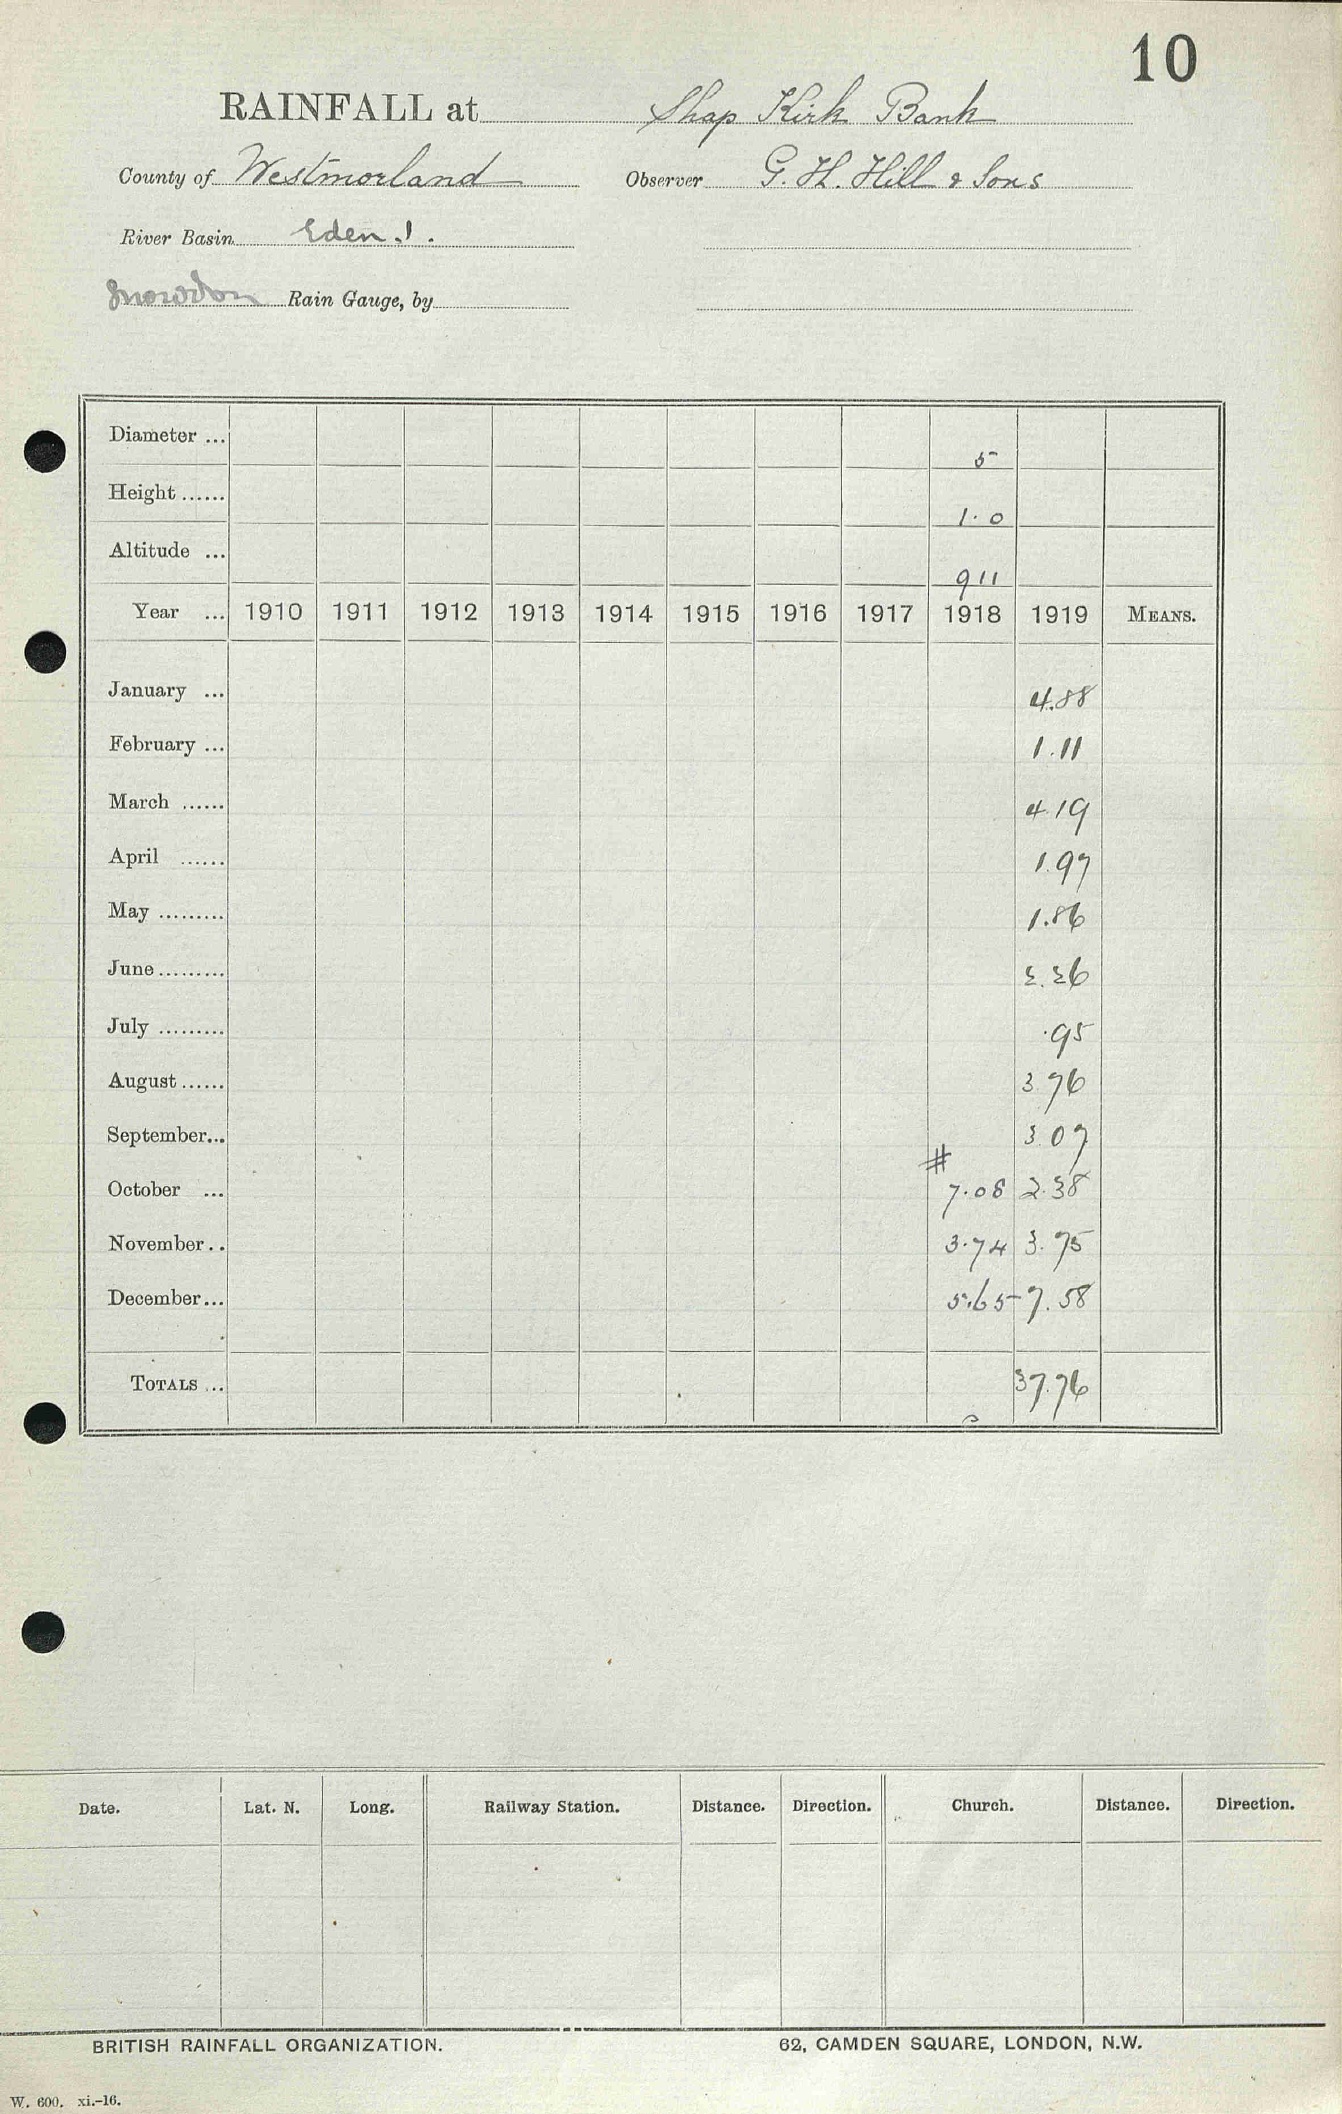 10
RAINFALL at Shap Kirk Bank
County of Westmorland Observer G. H. Hill & Sons
River Basin Eden .1.
Snowdon Rain Gauge, by
Diameter ... 5
Height ...... 1.0
Altitude ... 911
Year ... 1910 1911 1912 1913 1914 1915 1916 1917 1918 1919 MEANS.
January ... 4.88
February ... 1.11
March ...... 4.19
April ...... 1.97
May ......... 1.86
June ......... 2.26
July ......... .95
August ...... 3.76
September... 3.07
#
October ... 7.08 2.38
November .. 3.74 3.75
December ... 5.65 7.58
TOTALS ... 37.76
Date. Lat. N. Long. Railway Station. Distance. Direction. Church. Distance. Direction.
BRITISH RAINFALL ORGANIZATION. 62, CAMDEN SQUARE, LONDON, N.W.
W. 600. xi.-16.